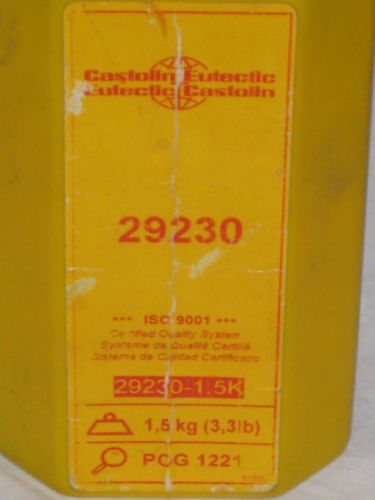 Castolin Eutectic
Eutectic Castolin
29230
*** ISO 9001 ***
Certified Quality System
Système de Qualité Certifié
Sistema de Calidad Certificado
29230-1.5K
1,5 kg (3,3lb)
PCG 1221